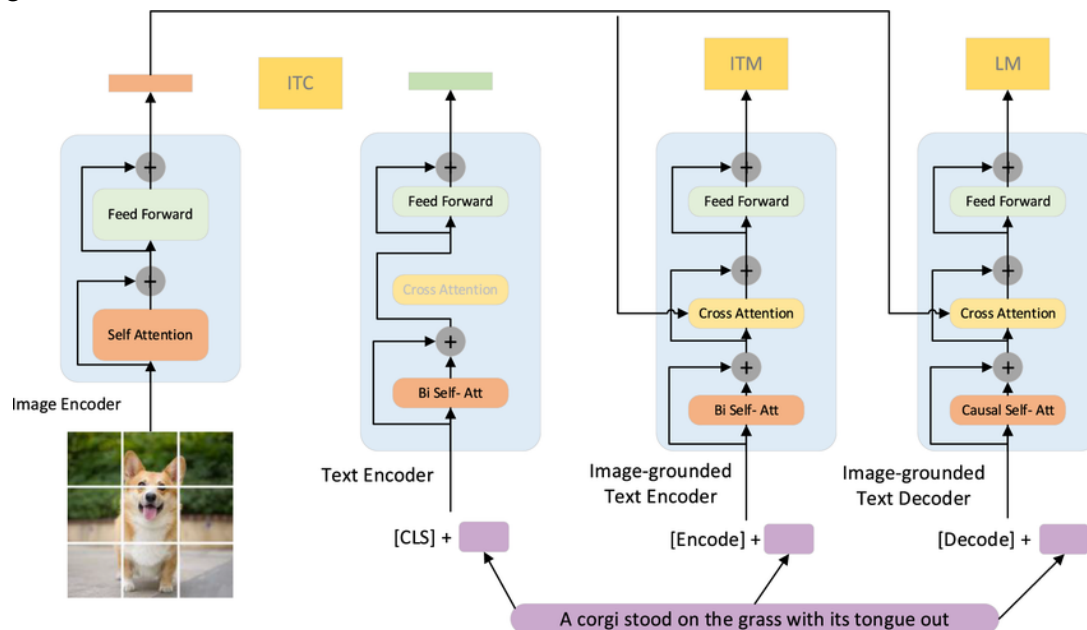 ITC
ITM
LM
Feed Forward
Self Attention
Image Encoder
Feed Forward
Cross Attention
Bi Self- Att
Text Encoder
[CLS] +
Feed Forward
Cross Attention
Bi Self- Att
Image-grounded
Text Encoder
[Encode] +
Feed Forward
Cross Attention
Causal Self- Att
Image-grounded
Text Decoder
[Decode] +
A corgi stood on the grass with its tongue out